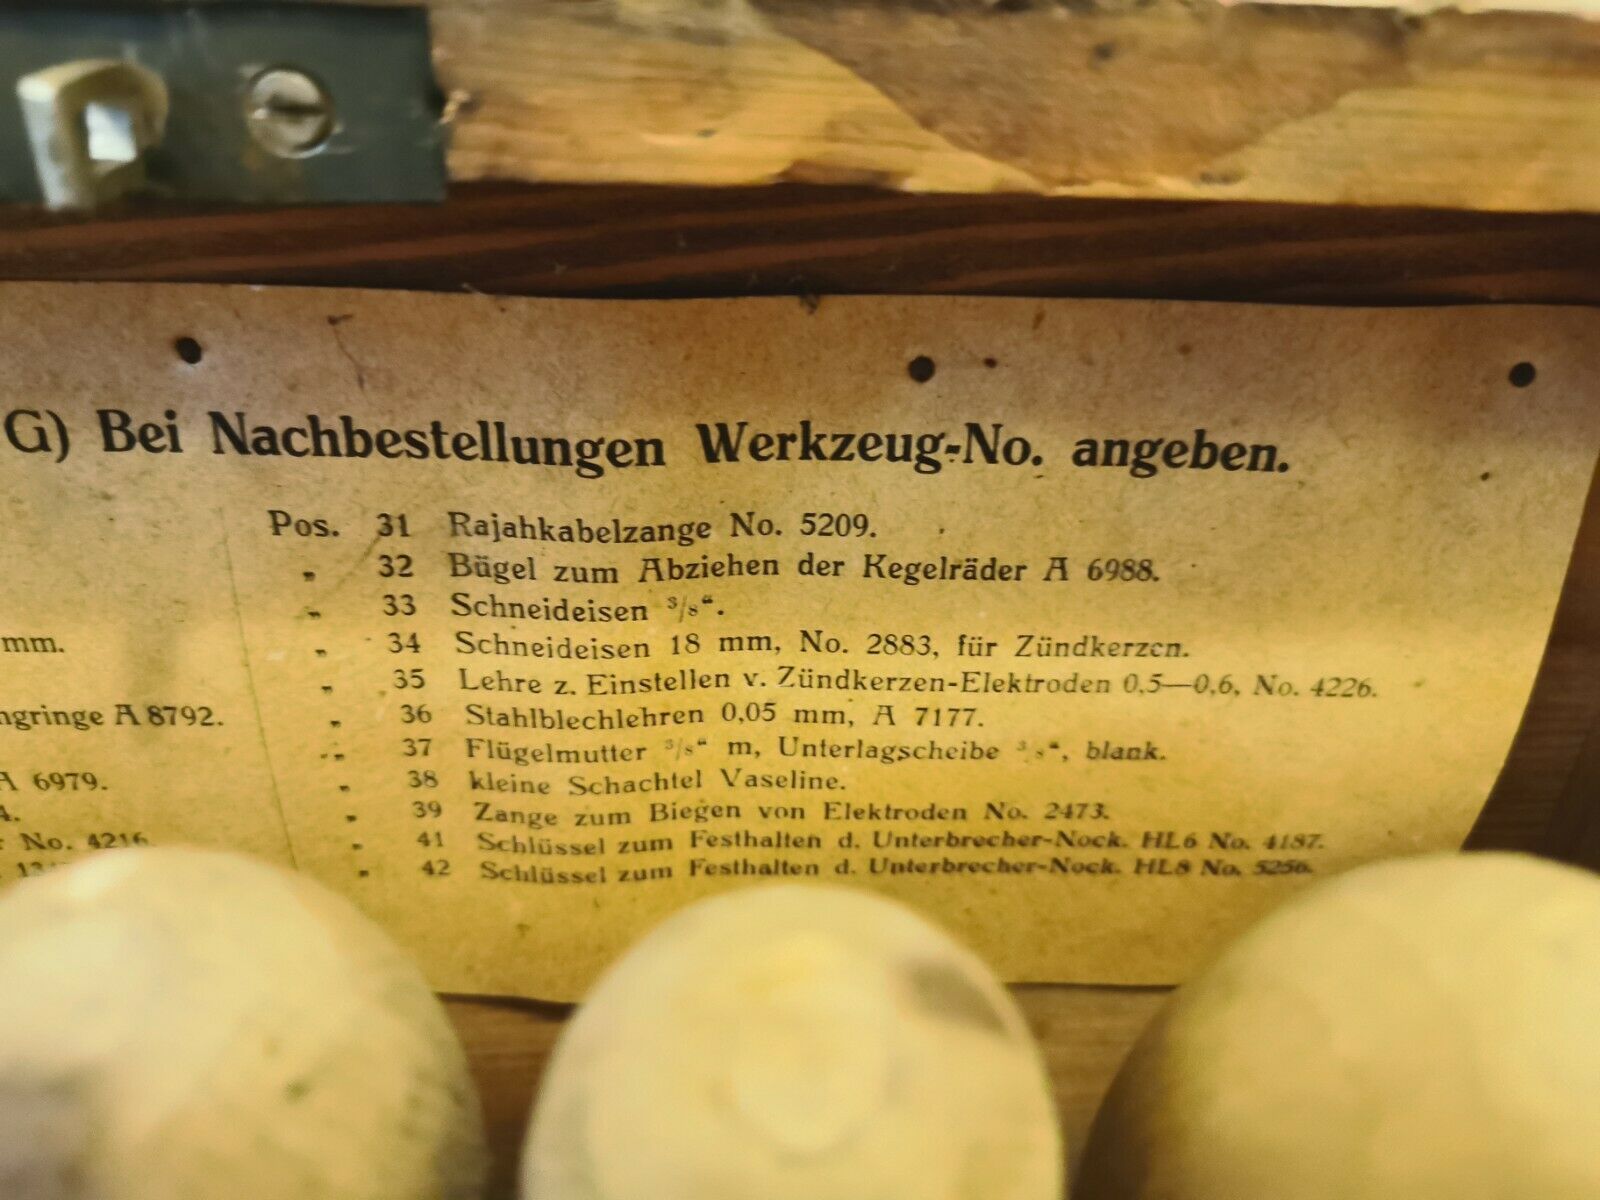 G) Bei Nachbestellungen Werkzeug-No. angeben.
mm.
ngringe A 8792.
A 6979.
4.
No. 4216
Pos. 31 Rajahkabelzange No. 5209.
„ 32 Bügel zum Abziehen der Kegelräder A 6988.
„ 33 Schneideisen 3/8“.
„ 34 Schneideisen 18 mm, No. 2883, für Zündkerzen.
„ 35 Lehre z. Einstellen v. Zündkerzen-Elektroden 0,5—0,6, No. 4226.
„ 36 Stahlblechlehren 0,05 mm, A 7177.
„ 37 Flügelmutter 3/8“ m, Unterlagscheibe 3/8“, blank.
„ 38 kleine Schachtel Vaseline.
„ 39 Zange zum Biegen von Elektroden No. 2473.
„ 41 Schlüssel zum Festhalten d. Unterbrecher-Nock. HL6 No. 4187.
„ 42 Schlüssel zum Festhalten d. Unterbrecher-Nock. HL8 No. 5256.